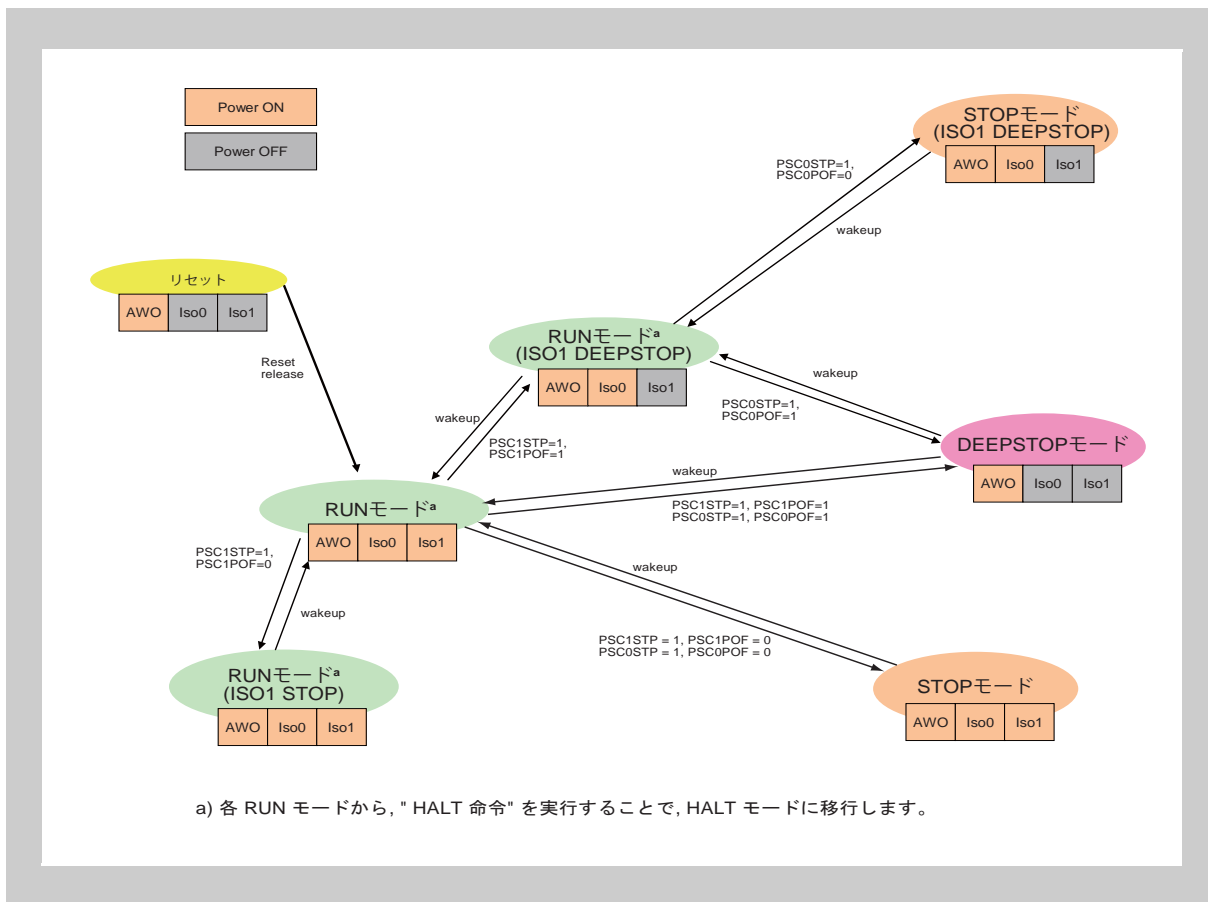 Power ON
Power OFF
STOPモード
(ISO1 DEEPSTOP)
AWO Iso0 Iso1
PSC0STP=1,
PSC0POF=0
wakeup
リセット
AWO Iso0 Iso1
Reset
release
RUNモードa
(ISO1 DEEPSTOP)
AWO Iso0 Iso1
wakeup
PSC0STP=1,
PSC0POF=1
wakeup
PSC1STP=1,
PSC1POF=1
DEEPSTOPモード
AWO Iso0 Iso1
wakeup
PSC1STP=1, PSC1POF=1
PSC0STP=1, PSC0POF=1
RUNモードa
AWO Iso0 Iso1
PSC1STP=1,
PSC1POF=0
wakeup
wakeup
PSC1STP = 1, PSC1POF = 0
PSC0STP = 1, PSC0POF = 0
RUNモードa
(ISO1 STOP)
AWO Iso0 Iso1
STOPモード
AWO Iso0 Iso1
a) 各 RUN モードから, " HALT 命令" を実行することで, HALT モードに移行します。